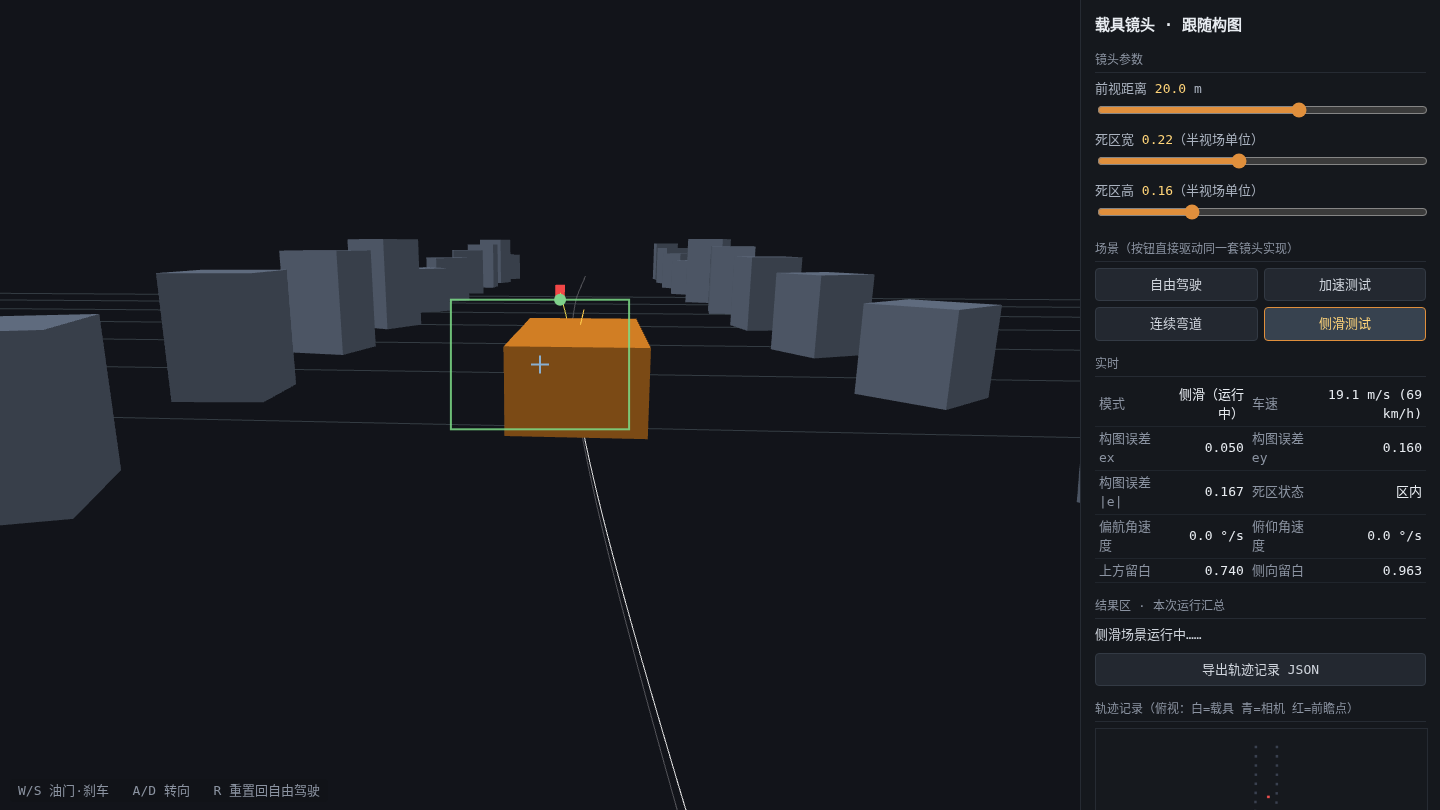 载具镜头 · 跟随构图
镜头参数
前视距离 20.0 m
死区宽 0.22（半视场单位）
死区高 0.16（半视场单位）
场景（按钮直接驱动同一套镜头实现）
自由驾驶 加速测试
连续弯道 侧滑测试
实时
模式 侧滑（运行中） 车速 19.1 m/s (69 km/h)
构图误差 ex 0.050 构图误差 ey 0.160
构图误差 |e| 0.167 死区状态 区内
偏航角速度 0.0 °/s 俯仰角速度 0.0 °/s
上方留白 0.740 侧向留白 0.963
结果区 · 本次运行汇总
侧滑场景运行中……
导出轨迹记录 JSON
轨迹记录（俯视：白=载具 青=相机 红=前瞻点）
W/S 油门·刹车 A/D 转向 R 重置回自由驾驶